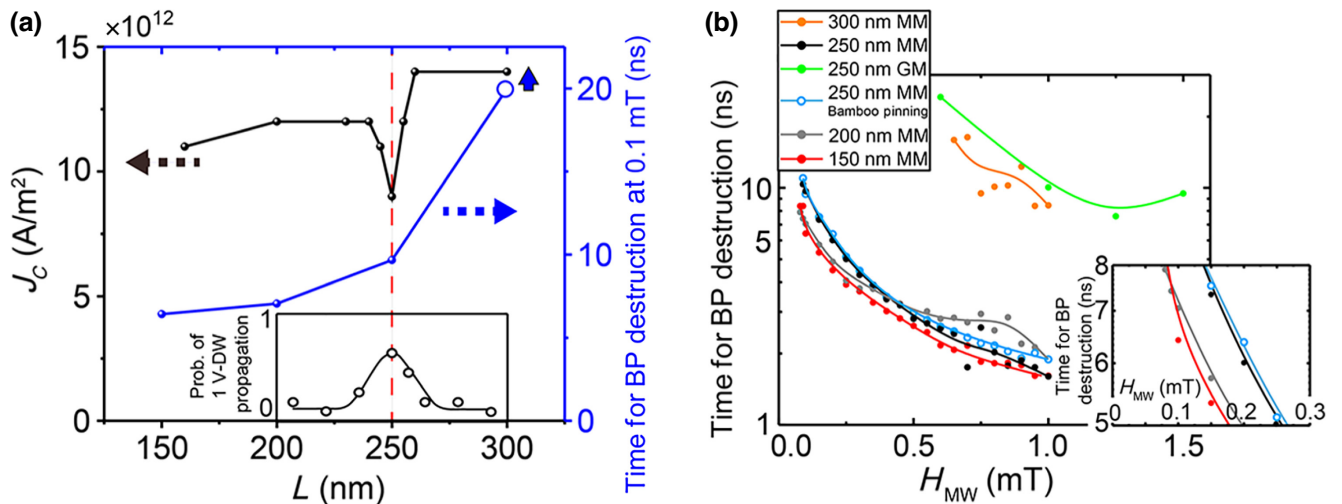 (a)
×10¹²
15
10
5
0
J_C (A/m²)
150
200
250
300
L (nm)
20
10
0
Time for BP destruction at 0.1 mT (ns)
1
0
Prob. of
1 V-DW
propagation
(b)
300 nm MM
250 nm MM
250 nm GM
250 nm MM
Bamboo pinning
200 nm MM
150 nm MM
Time for BP destruction (ns)
10
5
1
0.0
0.5
1.0
1.5
H_MW (mT)
8
7
6
5
Time for BP
destruction (ns)
H_MW (mT)
0
0.1
0.2
0.3